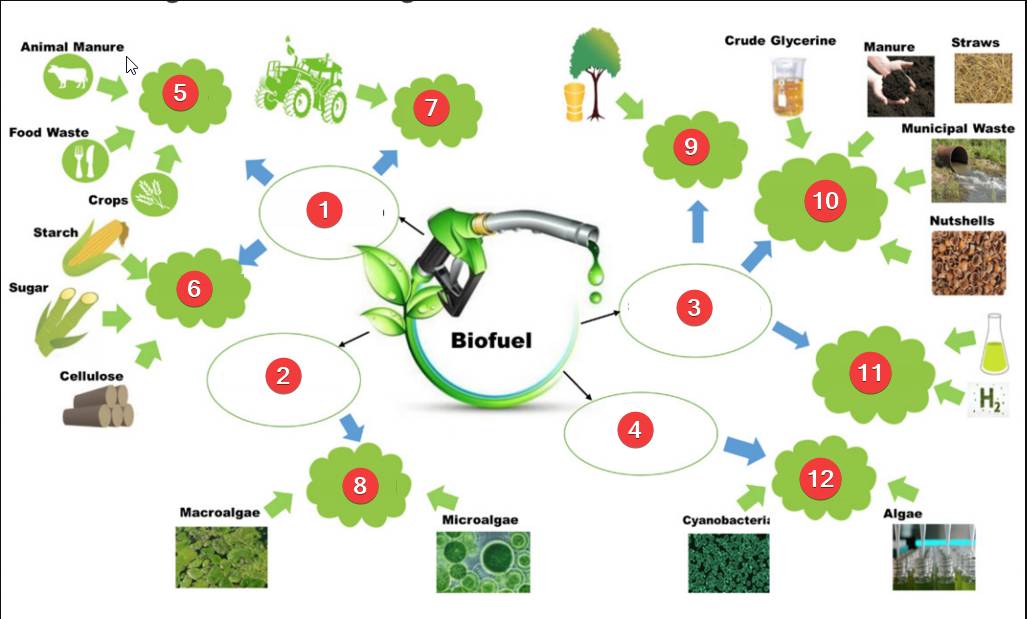 Animal Manure
5
Food Waste
Crops
7
Crude Glycerine
Manure
Straws
9
Municipal Waste
10
1
Starch
Nutshells
Sugar
6
3
Biofuel
Cellulose
2
11
H2
4
8
12
Macroalgae
Microalgae
Cyanobacteria
Algae